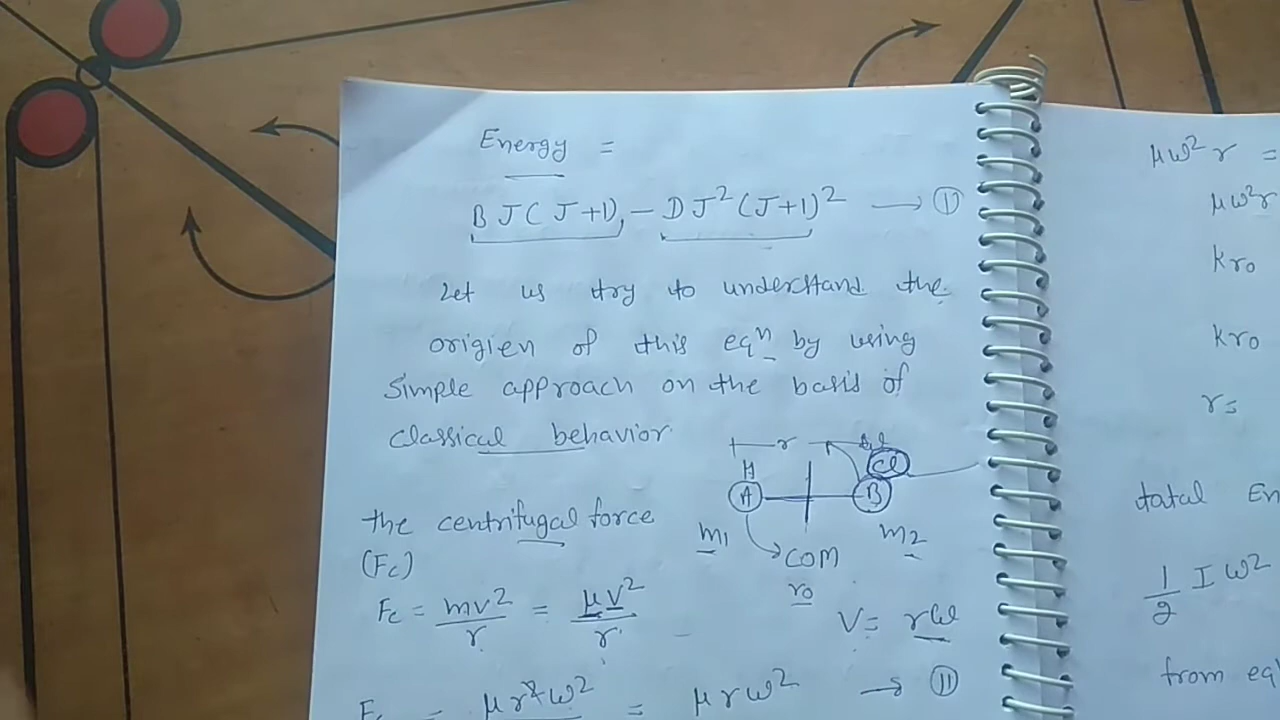 Energy =
BJ(J+1) - DJ²(J+1)² → ①
Let us try to understand the
origien of this eqⁿ by using
simple approach on the basis of
classical behavior
r
H
Cl
A
B
m1
m2
COM
r0
the centrifugal force
(Fc)
Fc = mv²/r = μv²/r
V = rω
= μr²ω² = μrω² → ⑪
μω²r =
μω²r
kr0
kr0
r=
total En
1/2 Iω²
from eq